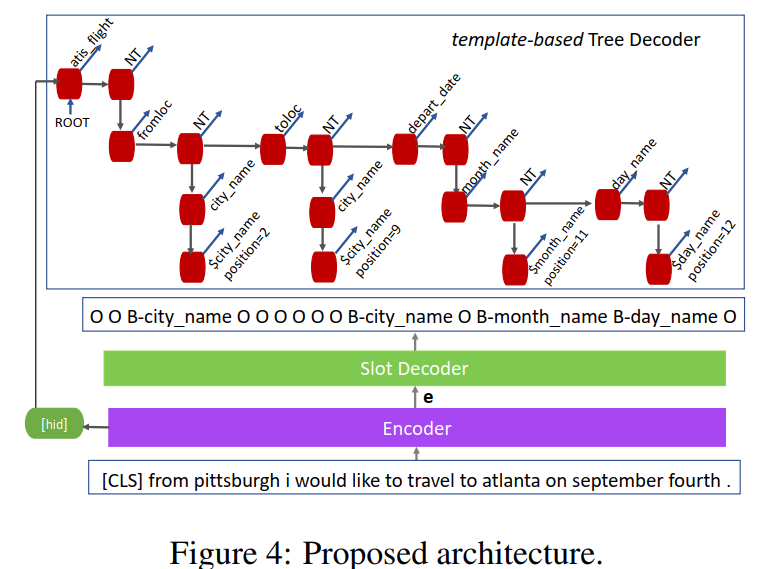 template-based Tree Decoder
atis_flight
NT
ROOT
fromloc
NT
toloc
NT
depart_date
NT
city_name
city_name
month_name
NT
day_name
NT
$city_name
position=2
$city_name
position=9
$month_name
position=11
$day_name
position=12
O O B-city_name O O O O O O B-city_name O B-month_name B-day_name O
Slot Decoder
e
[hid]
Encoder
[CLS] from pittsburgh i would like to travel to atlanta on september fourth .
Figure 4: Proposed architecture.